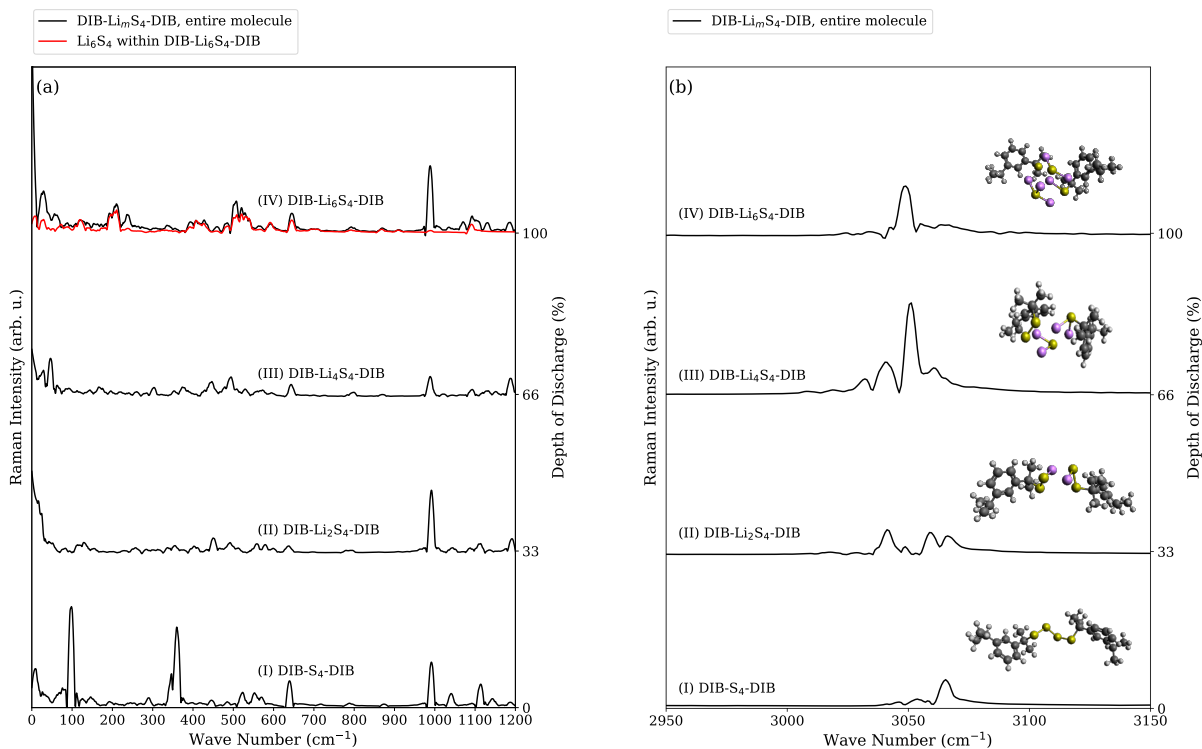 DIB-LiₘS₄-DIB, entire molecule
Li₆S₄ within DIB-Li₆S₄-DIB
(a)
(IV) DIB-Li₆S₄-DIB
(III) DIB-Li₄S₄-DIB
(II) DIB-Li₂S₄-DIB
(I) DIB-S₄-DIB
Raman Intensity (arb. u.)
100
66
33
0
Depth of Discharge (%)
0 100 200 300 400 500 600 700 800 900 1000 1100 1200
Wave Number (cm⁻¹)
DIB-LiₘS₄-DIB, entire molecule
(b)
(IV) DIB-Li₆S₄-DIB
(III) DIB-Li₄S₄-DIB
(II) DIB-Li₂S₄-DIB
(I) DIB-S₄-DIB
Raman Intensity (arb. u.)
100
66
33
0
Depth of Discharge (%)
2950 3000 3050 3100 3150
Wave Number (cm⁻¹)